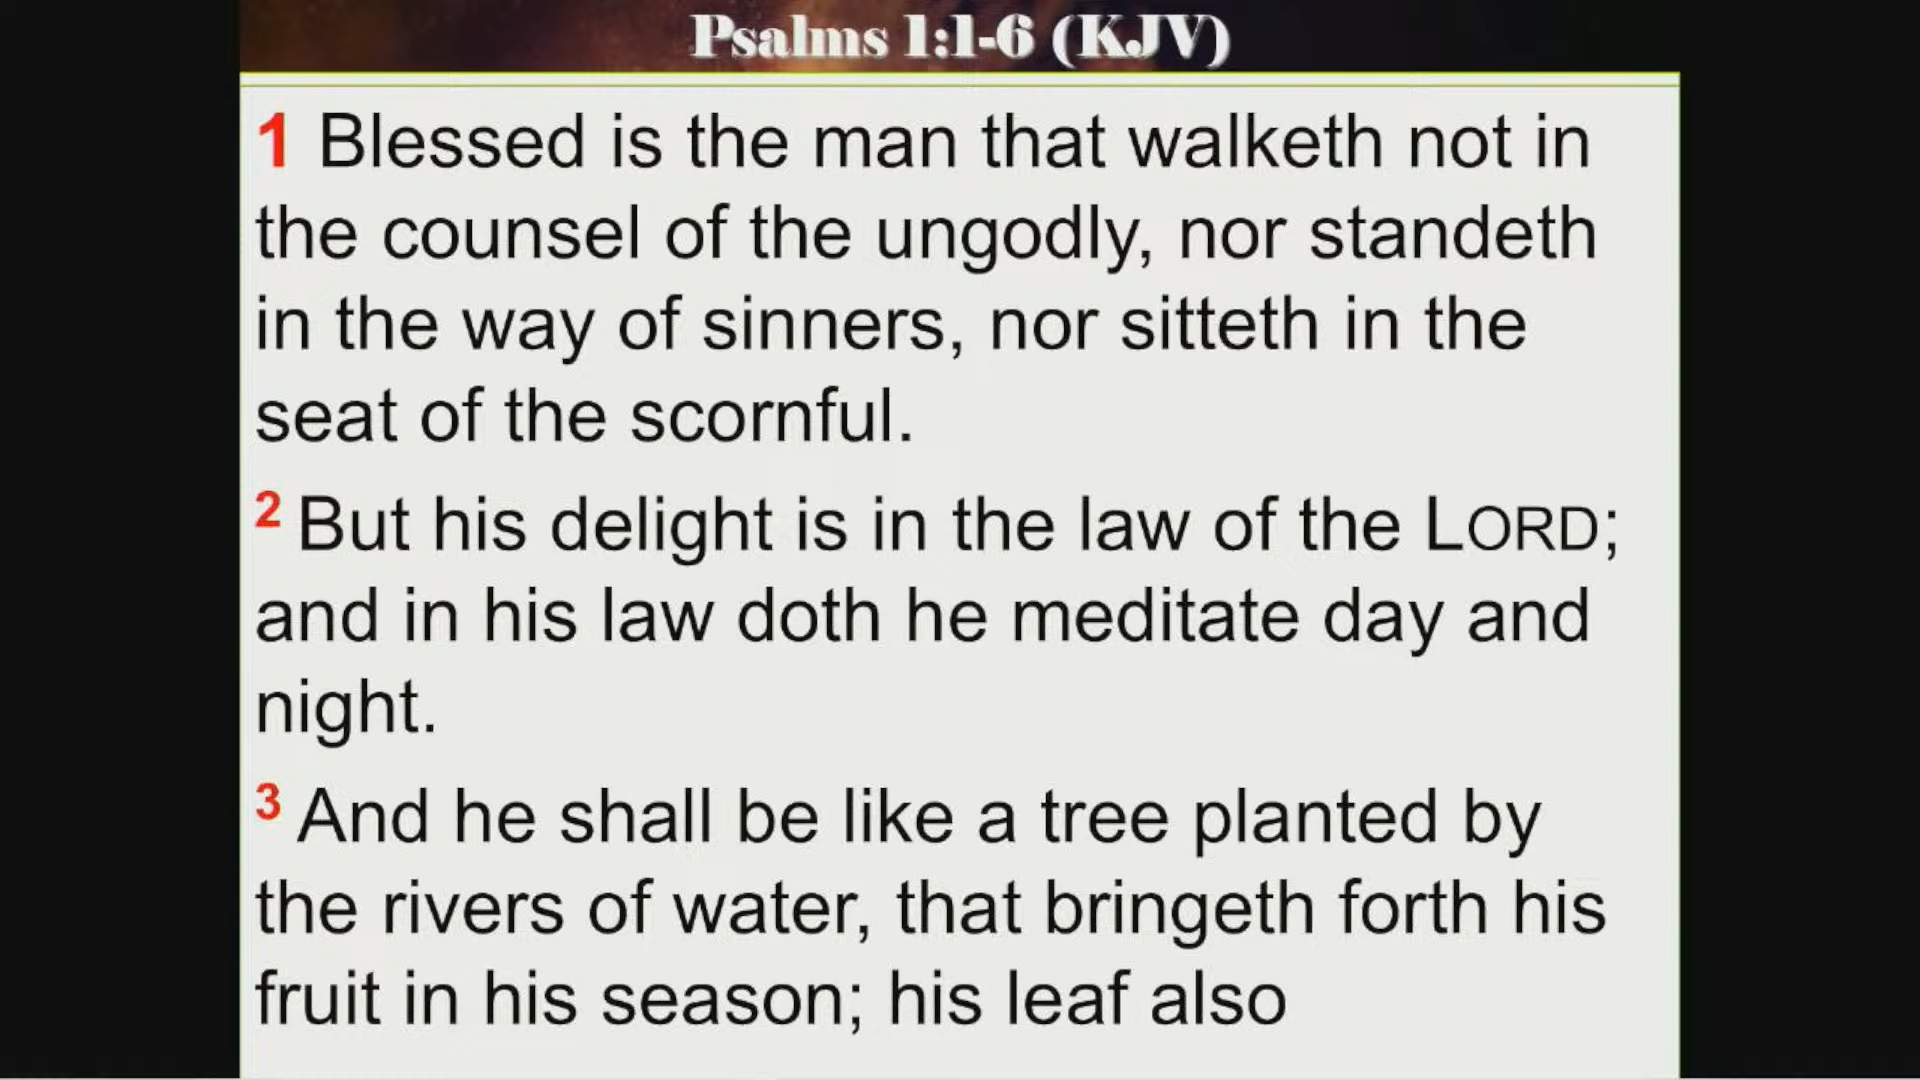 Psalms 1:1-6 (KJV)
1 Blessed is the man that walketh not in
the counsel of the ungodly, nor standeth
in the way of sinners, nor sitteth in the
seat of the scornful.
2 But his delight is in the law of the LORD;
and in his law doth he meditate day and
night.
3 And he shall be like a tree planted by
the rivers of water, that bringeth forth his
fruit in his season; his leaf also